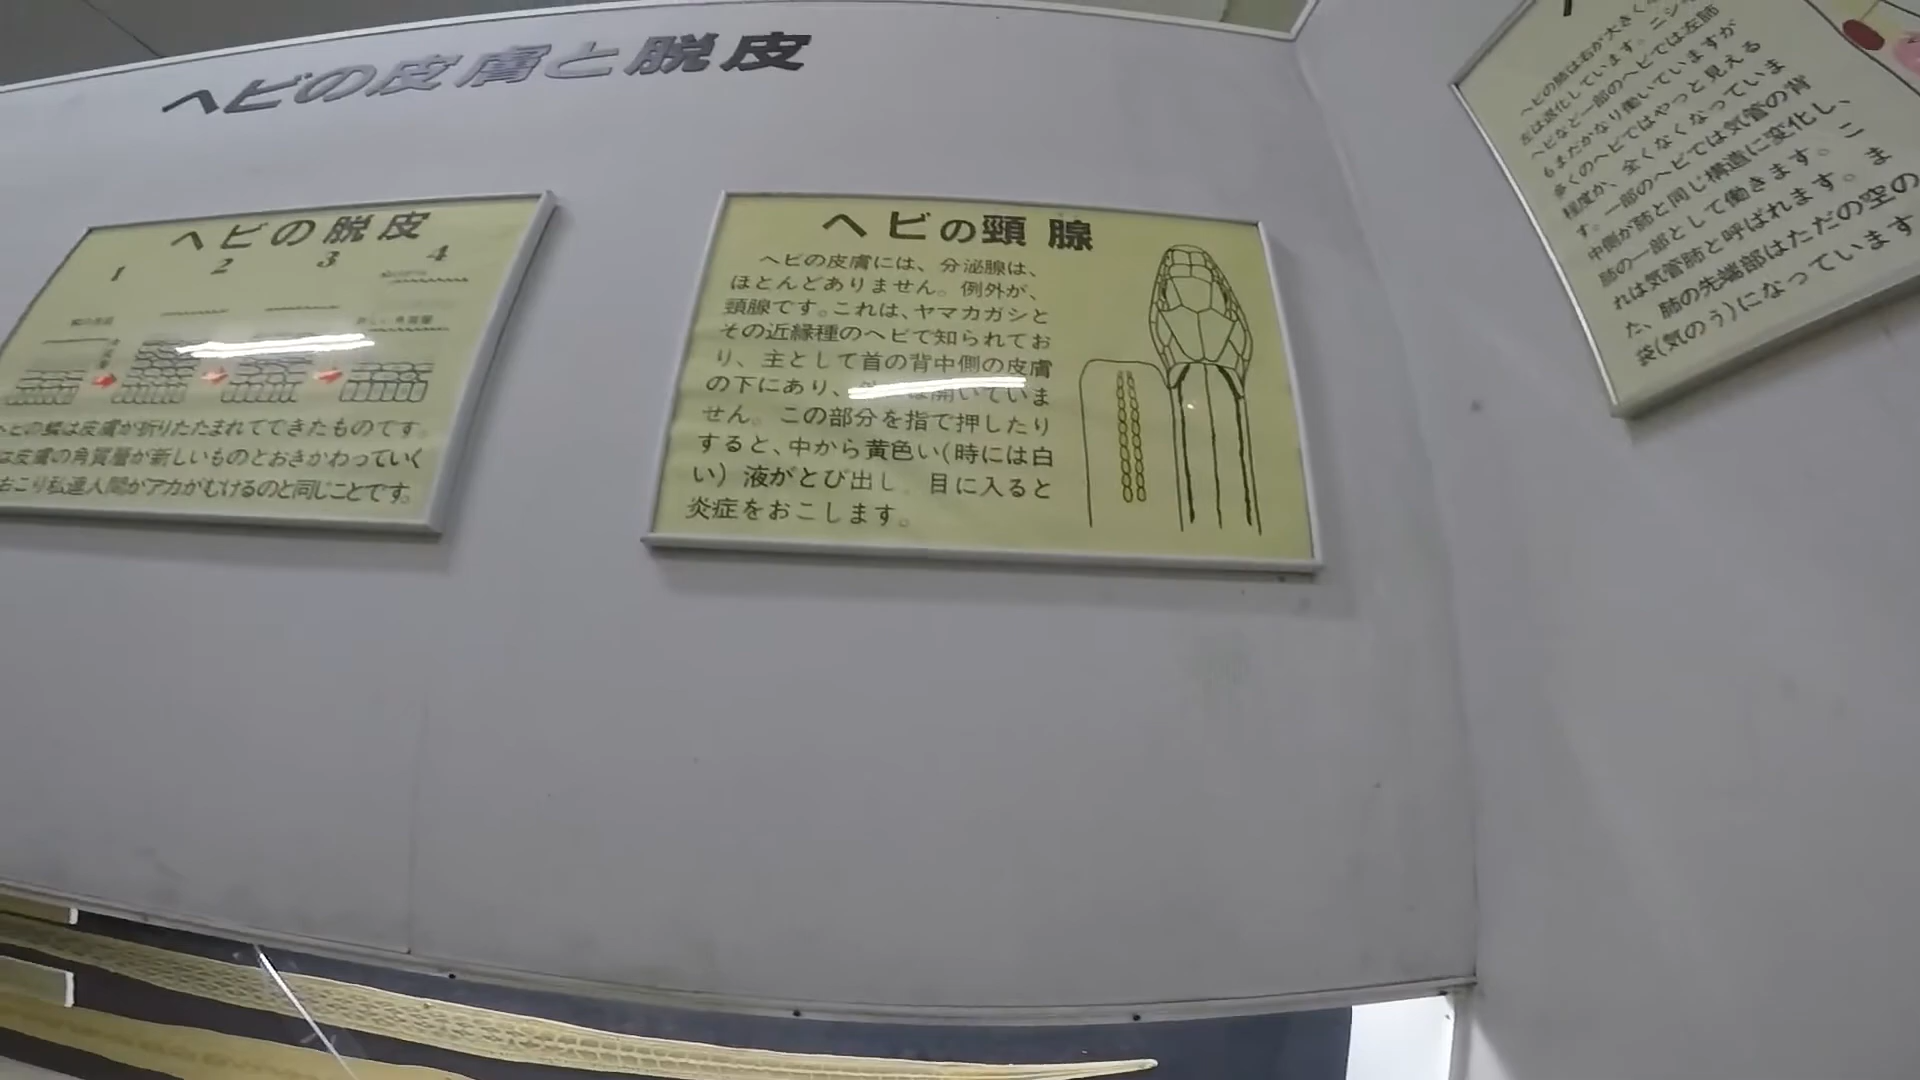 ヘビの皮膚と脱皮
ヘビの脱皮
1 2 3 4
ヘビの鱗は皮膚が折りたたまれてできたものです。
は皮膚の角質層が新しいものとおきかわっていく
右こり私達人間がアカがむけるのと同じことです。
ヘビの頸腺
ヘビの皮膚には、分泌腺は、
ほとんどありません。例外が、
頸腺です。これは、ヤマカガシと
その近縁種のヘビで知られてお
り、主として首の背中側の皮膚
の下にあり、は開いていま
せん。この部分を指で押したり
すると、中から黄色い(時には白
い)液がとび出し、目に入ると
炎症をおこします。
ヘビの肺は右が大きく
左は退化しています。ニシキ
ヘビなど一部のヘビでは左肺
もまだかなり働いていますが
多くのヘビではやっと見える
程度か、全くなくなっていま
す。一部のヘビでは気管の背
中側が肺と同じ構造に変化し、
肺の一部として働きます。こ
れは気管肺と呼ばれます。ま
た、肺の先端部はただの空の
袋(気のう)になっています